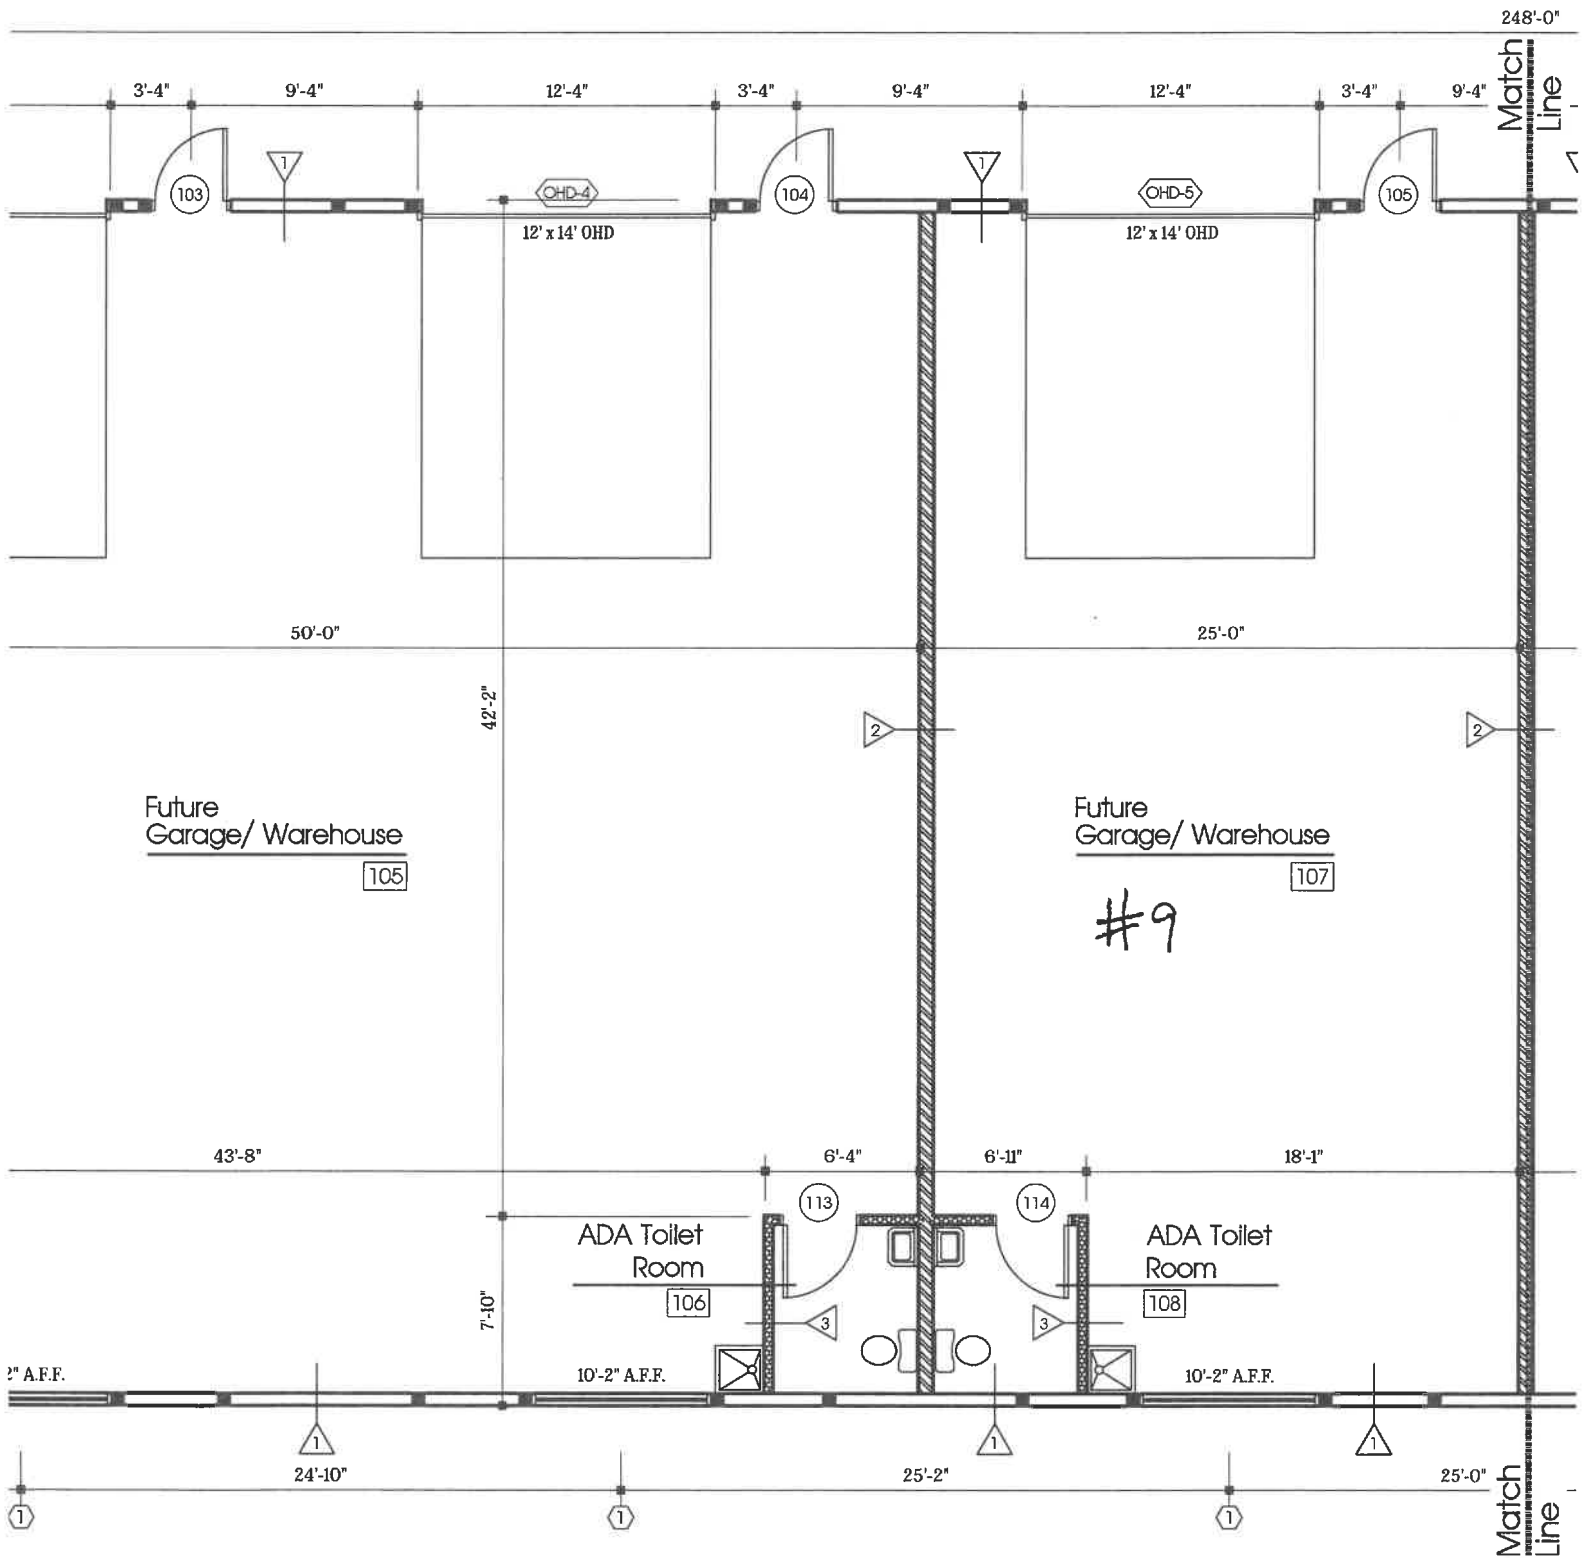 248'-0"
Match
Line
3'-4"
9'-4"
12'-4"
3'-4"
9'-4"
12'-4"
3'-4"
9'-4"
1
1
103
OHD-4
104
OHD-5
105
12' x 14' OHD
12' x 14' OHD
50'-0"
25'-0"
42'-2"
2
2
Future
Garage/ Warehouse
105
Future
Garage/ Warehouse
107
#9
43'-8"
6'-4"
6'-11"
18'-1"
113
114
ADA Toilet
Room
106
ADA Toilet
Room
108
7'-10"
3
3
2" A.F.F.
10'-2" A.F.F.
10'-2" A.F.F.
1
1
1
24'-10"
25'-2"
25'-0"
1
1
1
Match
Line